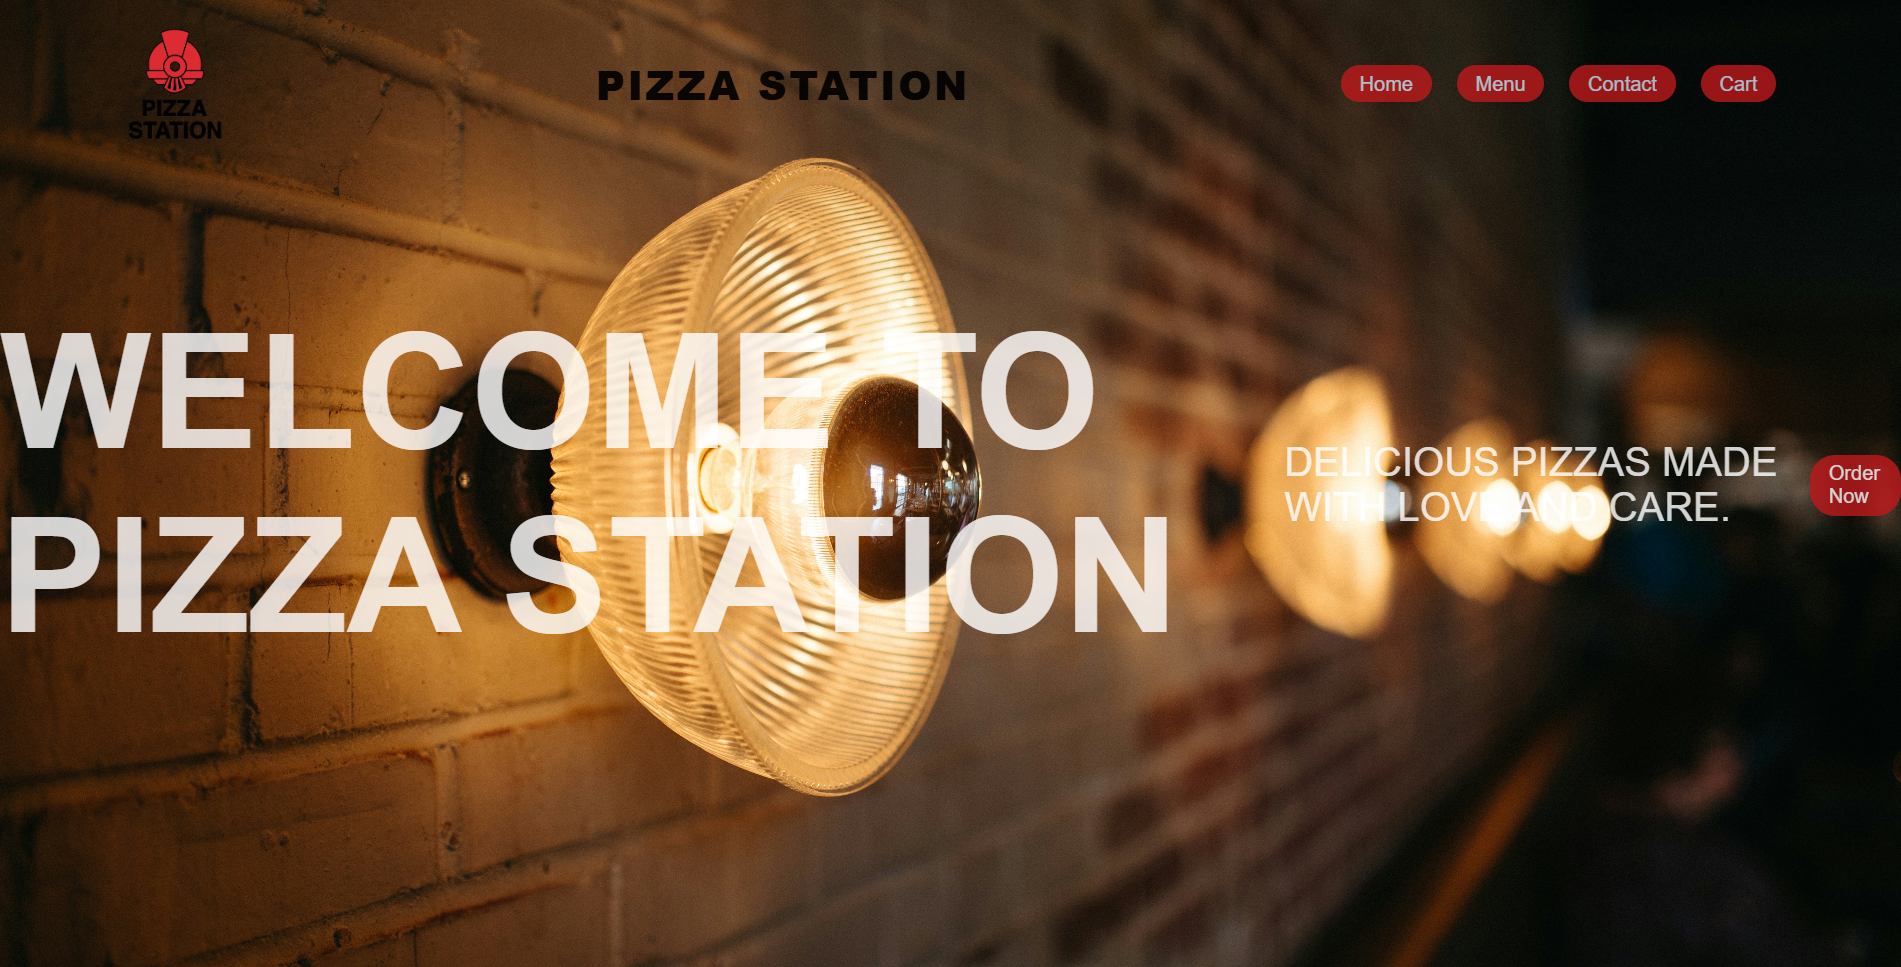 PIZZA
STATION
PIZZA STATION
Home
Menu
Contact
Cart
WELCOME TO
PIZZA STATION
DELICIOUS PIZZAS MADE
WITH LOVE AND CARE.
Order
Now